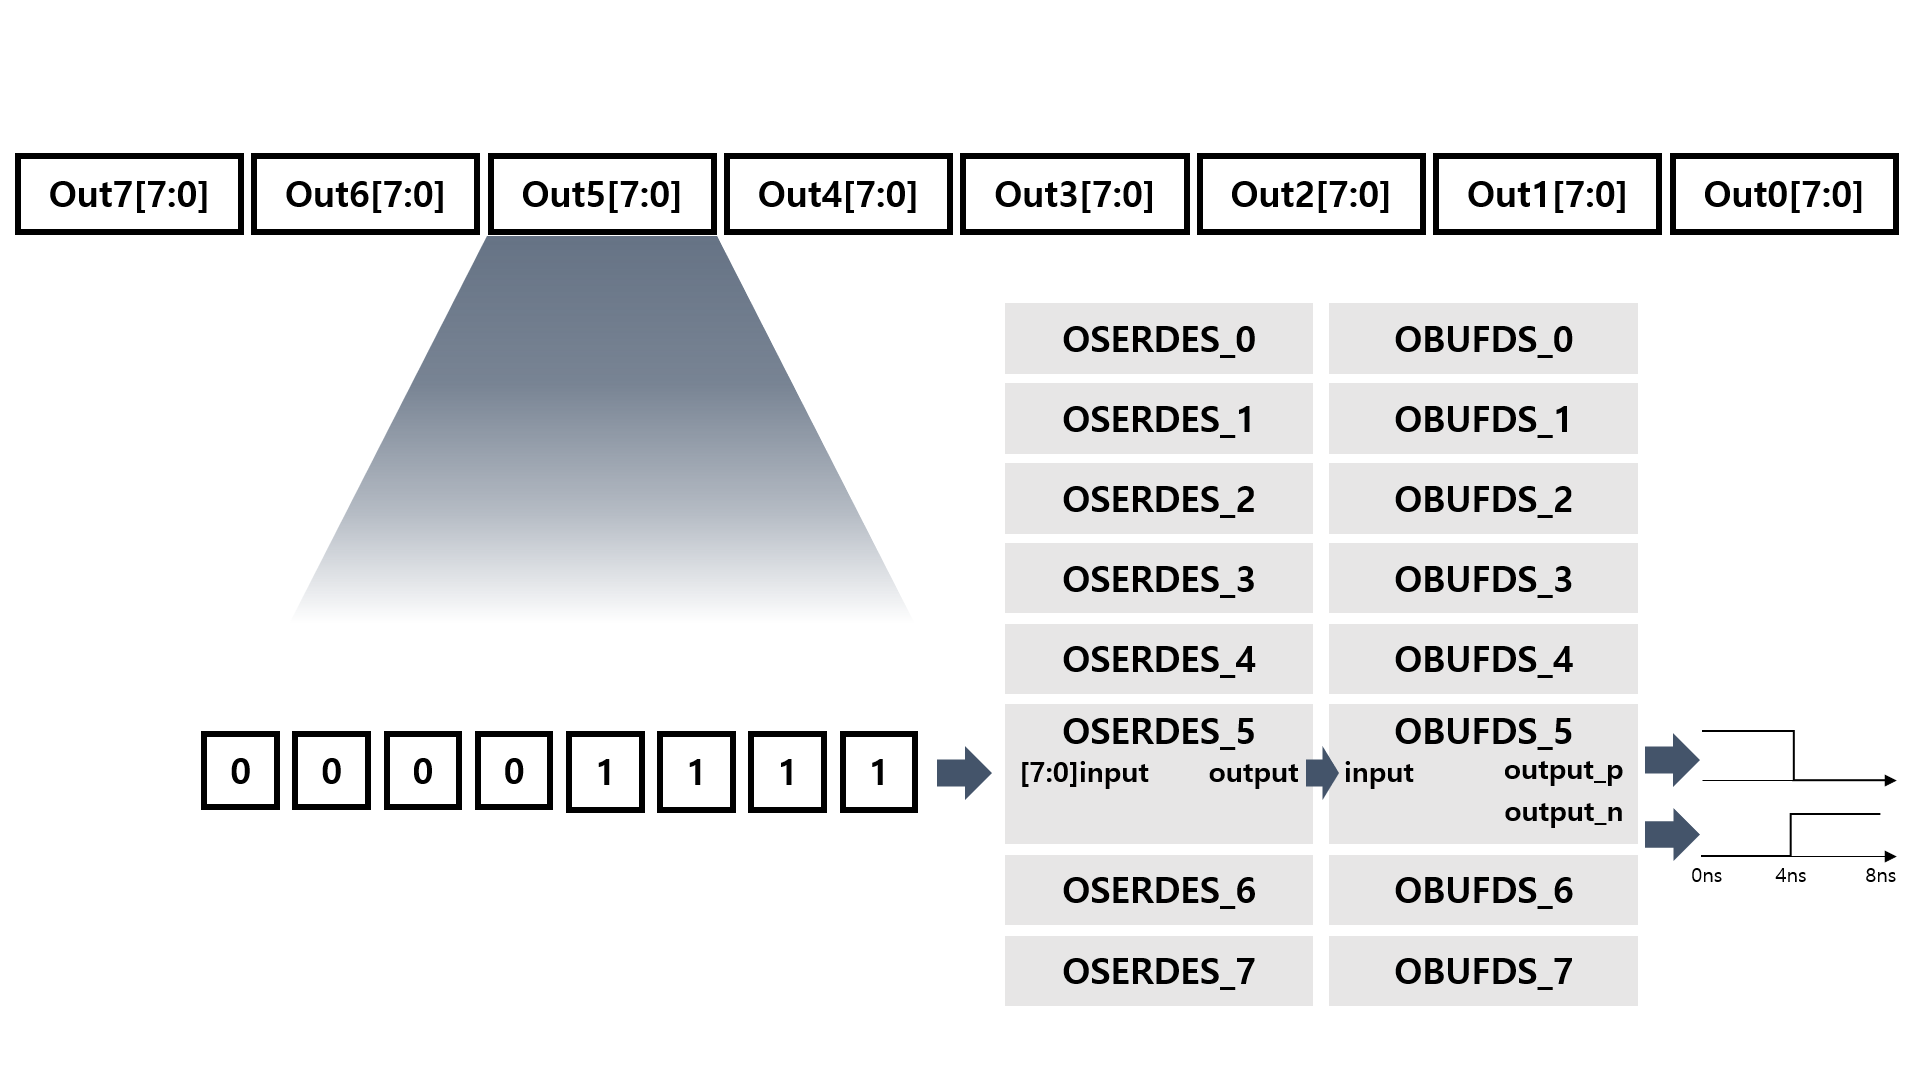 Out7[7:0] Out6[7:0] Out5[7:0] Out4[7:0] Out3[7:0] Out2[7:0] Out1[7:0] Out0[7:0]
OSERDES_0 OBUFDS_0
OSERDES_1 OBUFDS_1
OSERDES_2 OBUFDS_2
OSERDES_3 OBUFDS_3
OSERDES_4 OBUFDS_4
OSERDES_5 OBUFDS_5
0 0 0 0 1 1 1 1 [7:0]input output input output_p
output_n
0ns 4ns 8ns
OSERDES_6 OBUFDS_6
OSERDES_7 OBUFDS_7